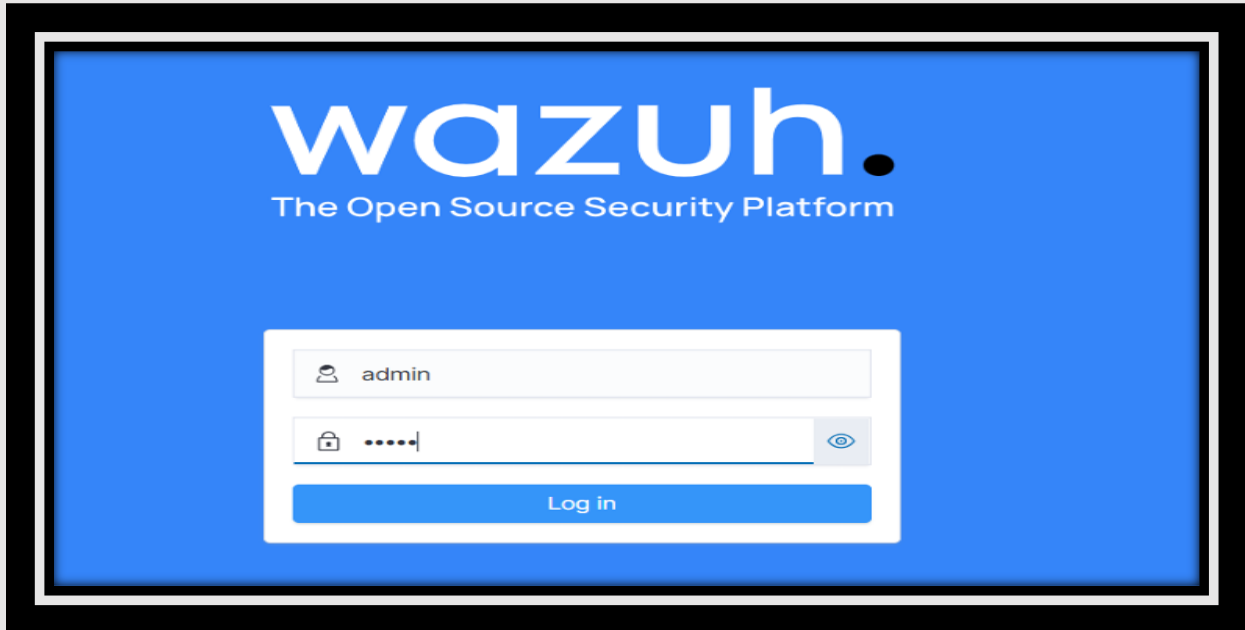 wazuh.
The Open Source Security Platform
admin
•••••
Log in